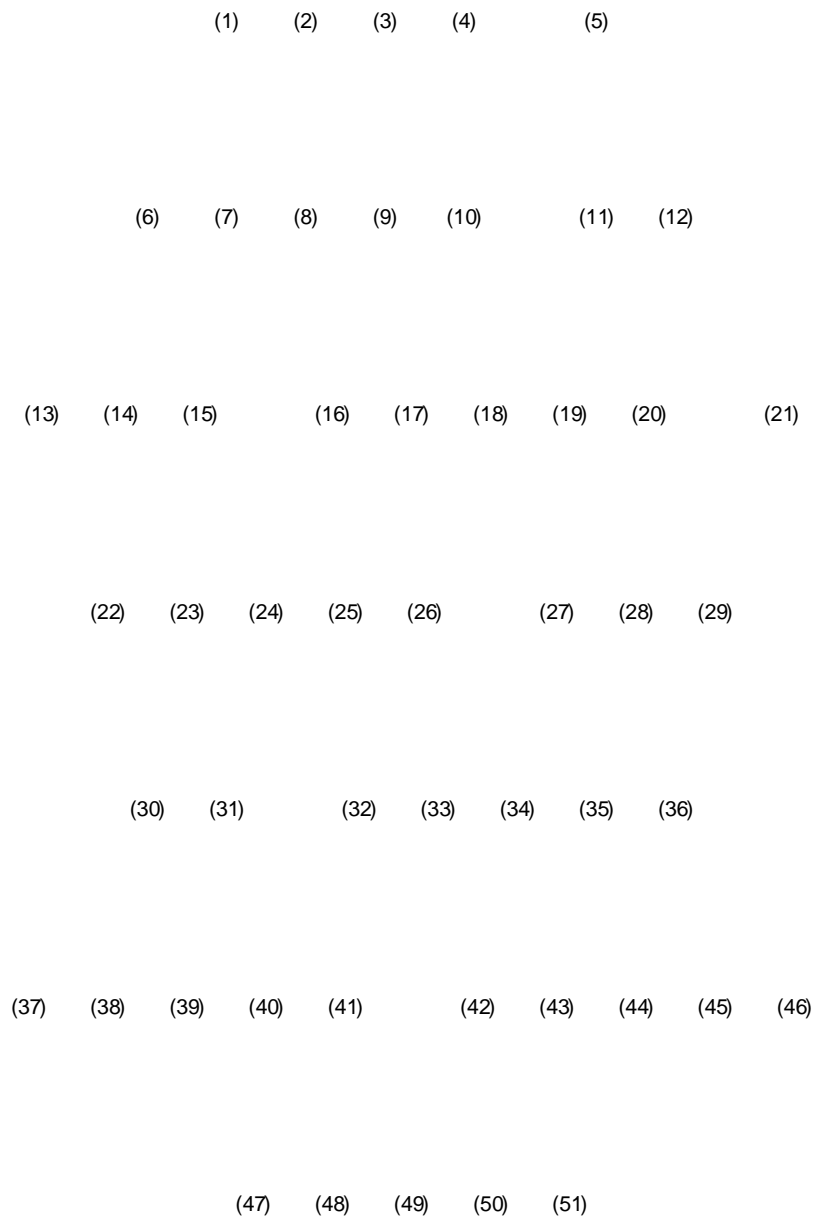 (1) (2) (3) (4) (5)
(6) (7) (8) (9) (10) (11) (12)
(13) (14) (15) (16) (17) (18) (19) (20) (21)
(22) (23) (24) (25) (26) (27) (28) (29)
(30) (31) (32) (33) (34) (35) (36)
(37) (38) (39) (40) (41) (42) (43) (44) (45) (46)
(47) (48) (49) (50) (51)